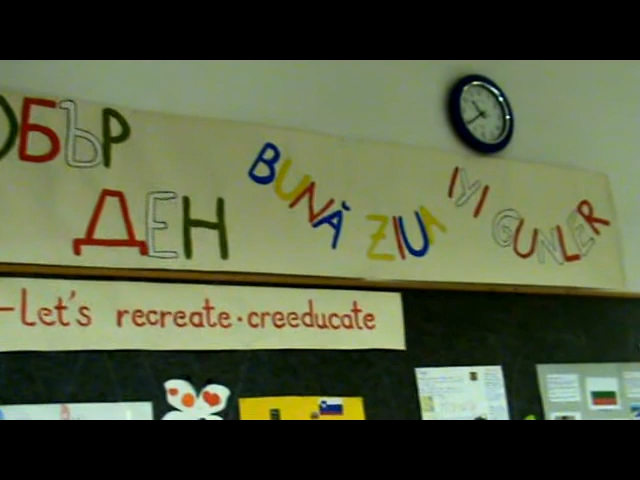 ОБЪР
ДЕН
BUNĂ ZIUA
IYI GUNLER
-Let's recreate·creeducate